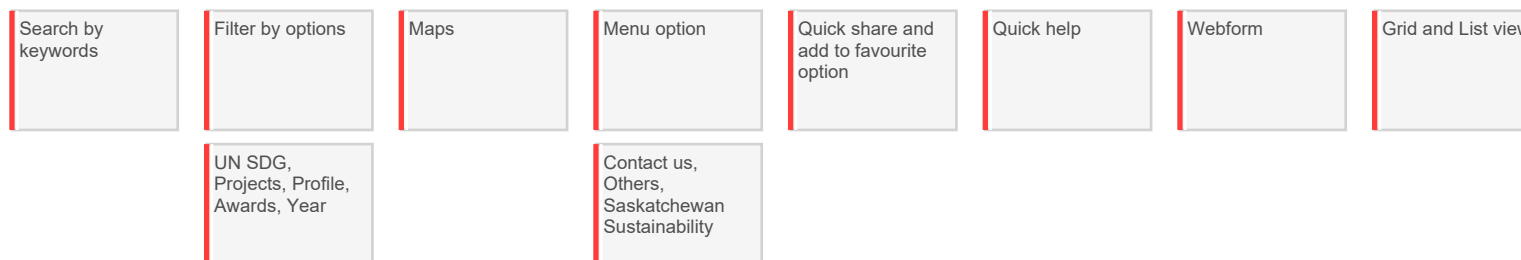 Search by
keywords
Filter by options
Maps
Menu option
Quick share and
add to favourite
option
Quick help
Webform
Grid and List view
UN SDG,
Projects, Profile,
Awards, Year
Contact us,
Others,
Saskatchewan
Sustainability